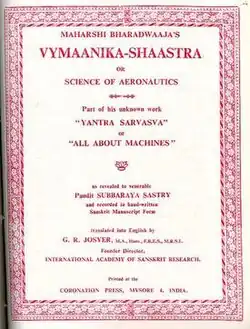 MAHARSHI BHARADWAAJA'S
VYMAANIKA-SHAASTRA
OR
SCIENCE OF AERONAUTICS
Part of his unknown work
"YANTRA SARVASVA"
or
"ALL ABOUT MACHINES"
as revealed to venerable
Pandit SUBBARAYA SASTRY
and recorded in hand-written
Sanskrit Manuscript Form
translated into English by
G. R. JOSYER, M.A., Hons., F.R.E.S., M.R.S.L.
Founder Director,
INTERNATIONAL ACADEMY OF SANSKRIT RESEARCH.
Printed at the
CORONATION PRESS, MYSORE 4, INDIA.